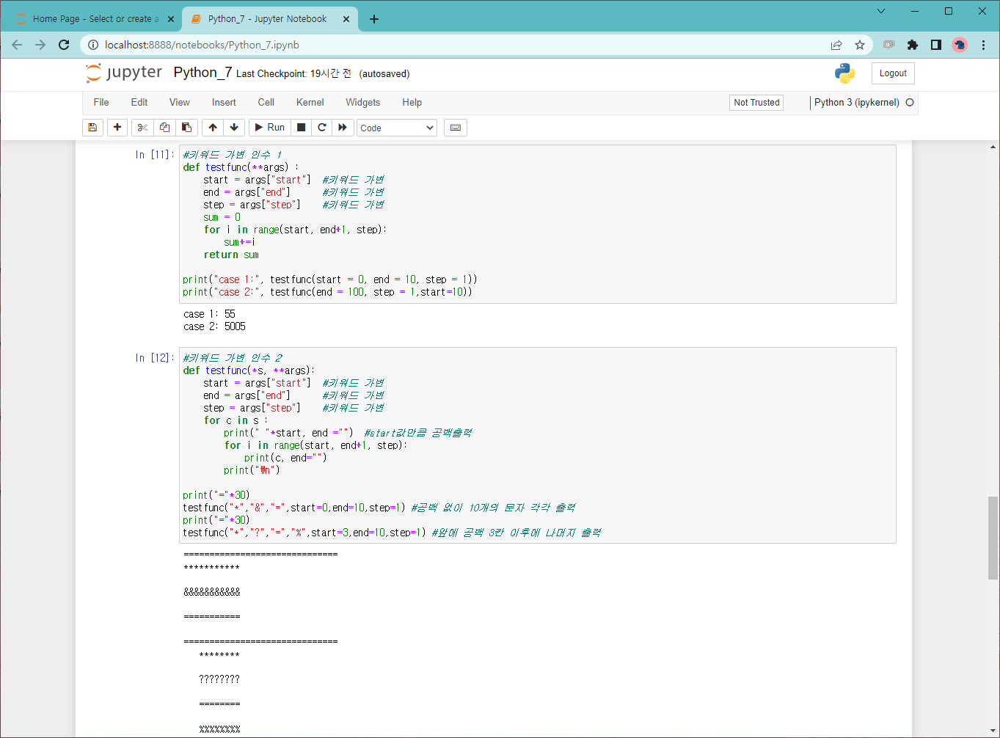 Home Page - Select or create a
Python_7 - Jupyter Notebook
localhost:8888/notebooks/Python_7.ipynb
jupyter Python_7 Last Checkpoint: 19시간 전 (autosaved)
Logout
File Edit View Insert Cell Kernel Widgets Help
Not Trusted
Python 3 (ipykernel)
Run
Code
In [11]:
#키워드 가변 인수 1
def testfunc(**args) :
    start = args["start"]  #키워드 가변
    end = args["end"]      #키워드 가변
    step = args["step"]    #키워드 가변
    sum = 0
    for i in range(start, end+1, step):
        sum+=i
    return sum
print("case 1:", testfunc(start = 0, end = 10, step = 1))
print("case 2:", testfunc(end = 100, step = 1,start=10))
case 1: 55
case 2: 5005
In [12]:
#키워드 가변 인수 2
def testfunc(*s, **args):
    start = args["start"]  #키워드 가변
    end = args["end"]      #키워드 가변
    step = args["step"]    #키워드 가변
    for c in s :
        print(" "*start, end ="")  #start값만큼 공백출력
        for i in range(start, end+1, step):
            print(c, end="")
        print("₩n")
print("="*30)
testfunc("*","&","=",start=0,end=10,step=1) #공백 없이 10개의 문자 각각 출력
print("="*30)
testfunc("*","?","=","%",start=3,end=10,step=1) #앞에 공백 3칸 이후에 나머지 출력
==============================
***********
&&&&&&&&&&&
===========
==============================
   ********
   ????????
   ========
   %%%%%%%%